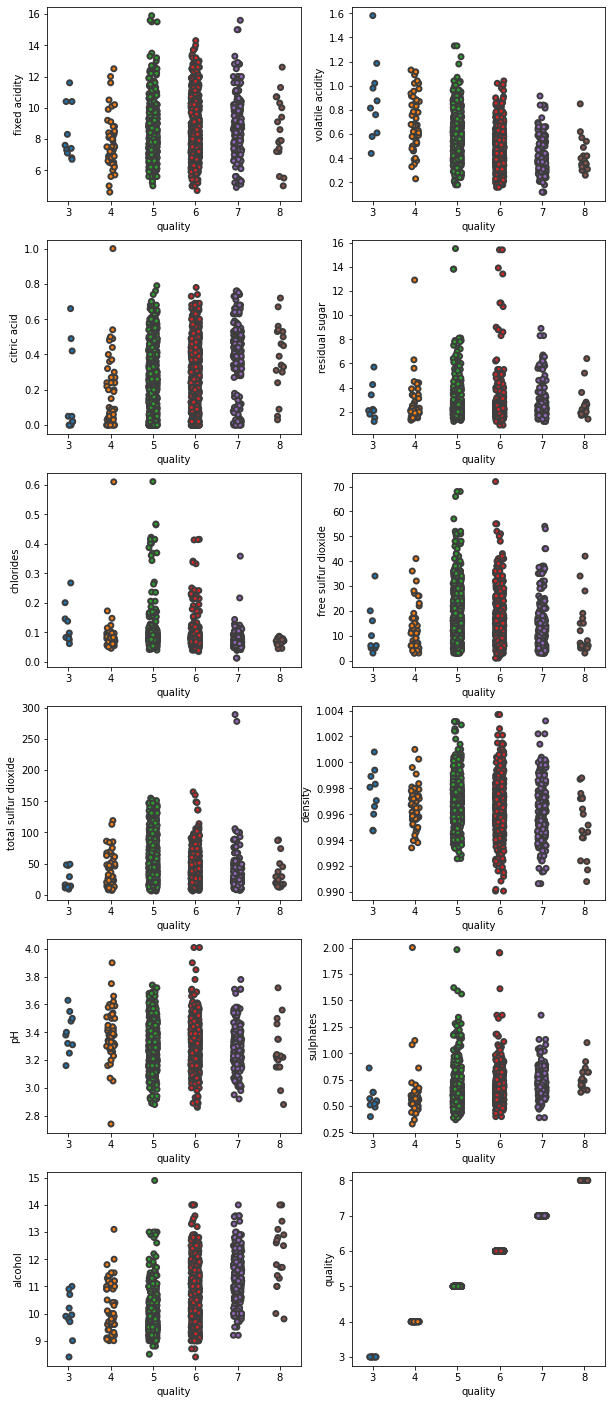 fixed acidity
16
14
12
10
8
6
3 4 5 6 7 8
quality
volatile acidity
1.6
1.4
1.2
1.0
0.8
0.6
0.4
0.2
3 4 5 6 7 8
quality
citric acid
1.0
0.8
0.6
0.4
0.2
0.0
3 4 5 6 7 8
quality
residual sugar
16
14
12
10
8
6
4
2
3 4 5 6 7 8
quality
chlorides
0.6
0.5
0.4
0.3
0.2
0.1
0.0
3 4 5 6 7 8
quality
free sulfur dioxide
70
60
50
40
30
20
10
0
3 4 5 6 7 8
quality
total sulfur dioxide
300
250
200
150
100
50
0
3 4 5 6 7 8
quality
density
1.004
1.002
1.000
0.998
0.996
0.994
0.992
0.990
3 4 5 6 7 8
quality
pH
4.0
3.8
3.6
3.4
3.2
3.0
2.8
3 4 5 6 7 8
quality
sulphates
2.00
1.75
1.50
1.25
1.00
0.75
0.50
0.25
3 4 5 6 7 8
quality
alcohol
15
14
13
12
11
10
9
3 4 5 6 7 8
quality
quality
8
7
6
5
4
3
3 4 5 6 7 8
quality